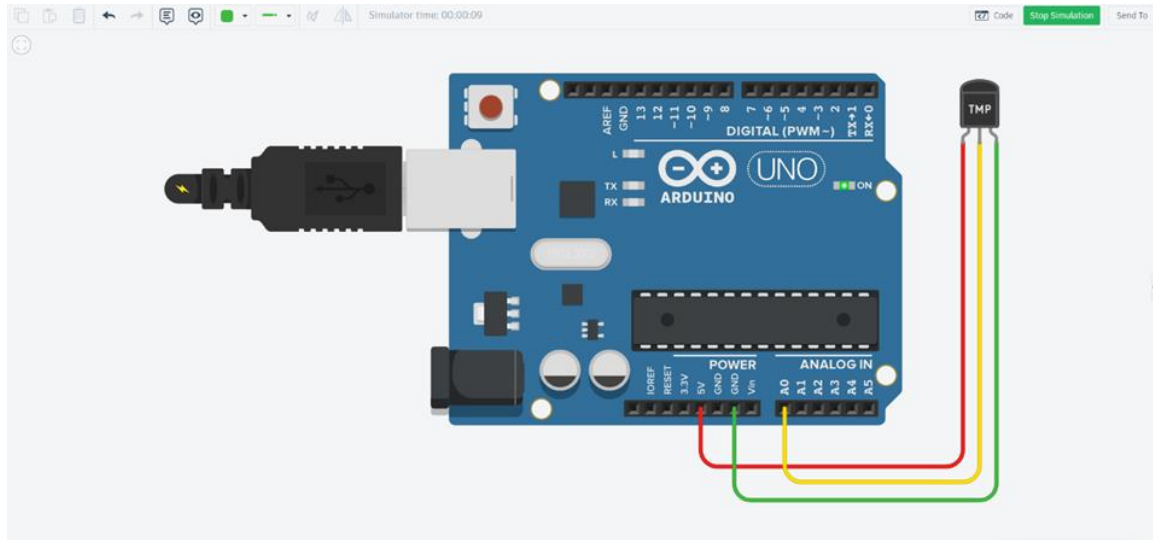 Simulator time: 00:00:09
Code
Stop Simulation
Send To
TMP
AREF
GND
13
12
~11
~10
~9
8
7
~6
~5
4
~3
2
TX→1
RX←0
DIGITAL (PWM~)
L
TX
RX
ARDUINO
UNO
ON
POWER
ANALOG IN
IOREF
RESET
3.3V
5V
GND
GND
Vin
A0
A1
A2
A3
A4
A5